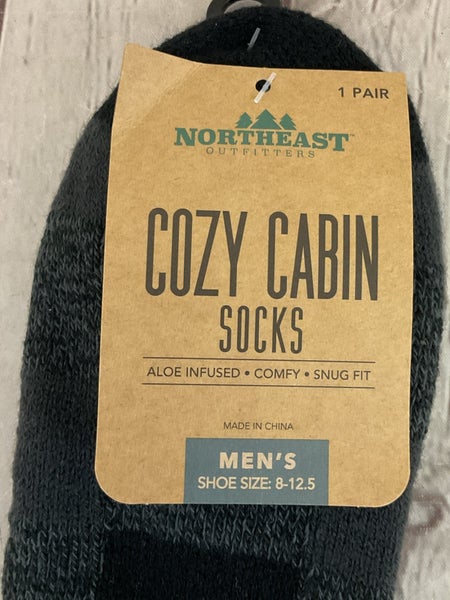 1 PAIR
NORTHEAST™
OUTFITTERS
COZY CABIN
SOCKS
ALOE INFUSED • COMFY • SNUG FIT
MADE IN CHINA
MEN'S
SHOE SIZE: 8-12.5